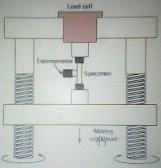 Load cell
Extensometer
Specimen
Moving
crosshead